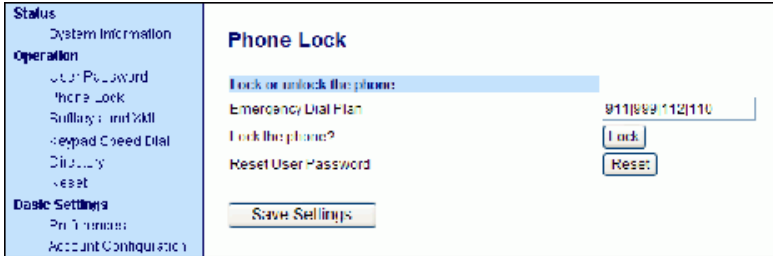 Status
System Information
Operation
User Password
Phone Lock
Softkeys and XML
Keypad Speed Dial
Directory
Reset
Basic Settings
Preferences
Account Configuration
Phone Lock
Lock or unlock the phone
Emergency Dial Plan
911|999|112|110
Lock the phone?
Lock
Reset User Password
Reset
Save Settings